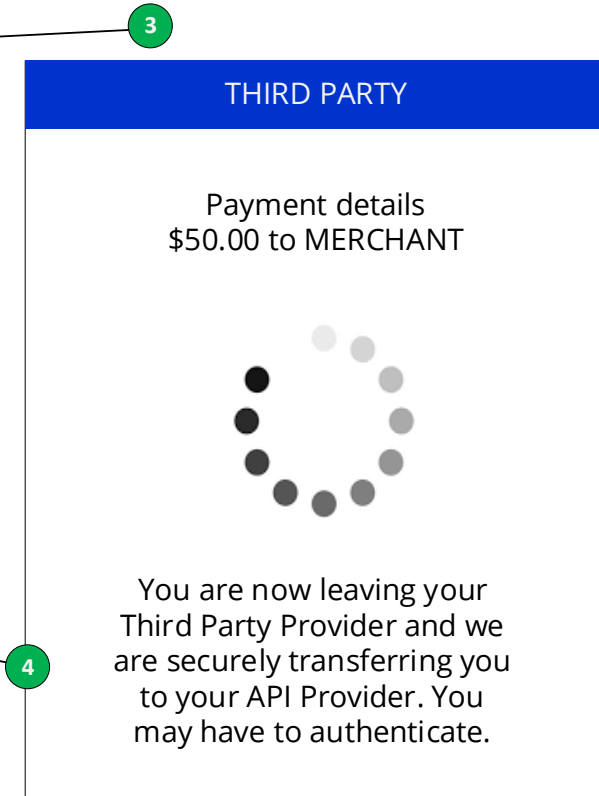 3
THIRD PARTY
Payment details
$50.00 to MERCHANT
You are now leaving your
Third Party Provider and we
are securely transferring you
to your API Provider. You
may have to authenticate.
4